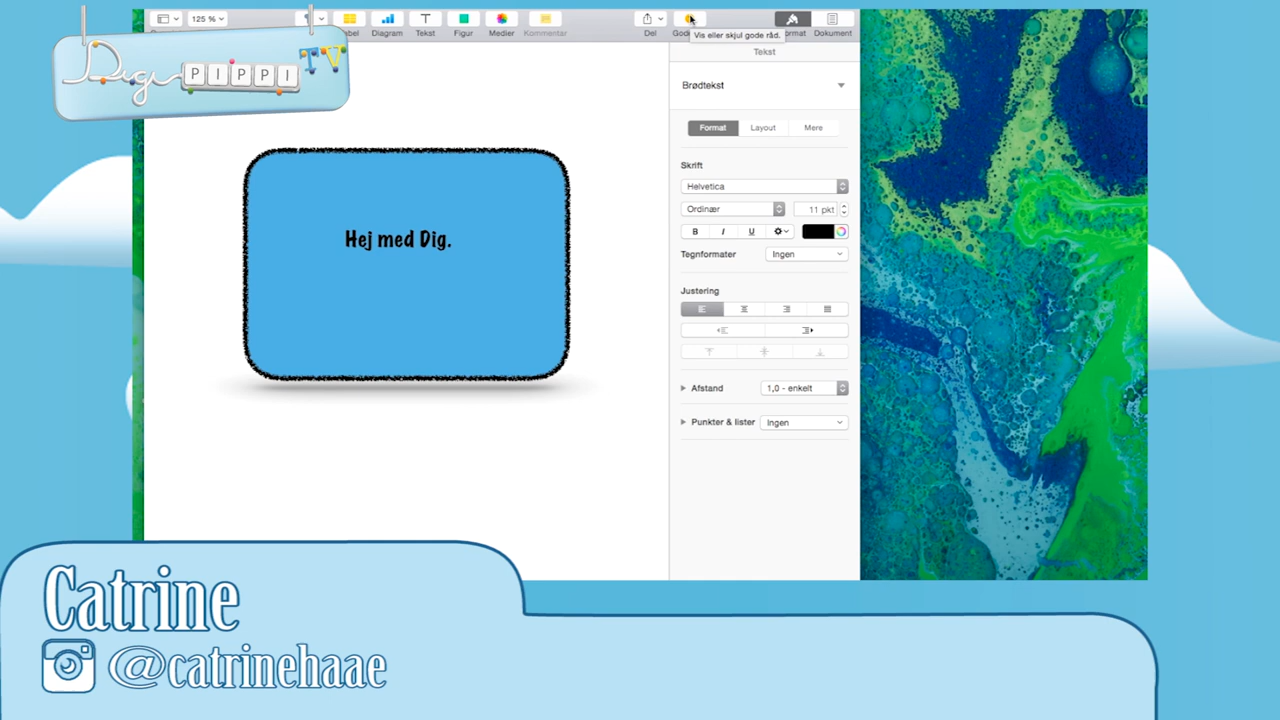 125 %
Diagram
Tekst
Figur
Medier
Kommentar
Del
Vis eller skjul gode råd.
Dokument
Digi PIPPI TV
Tekst
Brødtekst
Format Layout Mere
Skrift
Helvetica
Ordinær 11 pkt
B I U
Tegnformater Ingen
Justering
Afstand 1,0 - enkelt
Punkter & lister Ingen
Hej med Dig.
Catrine
@catrinehaae